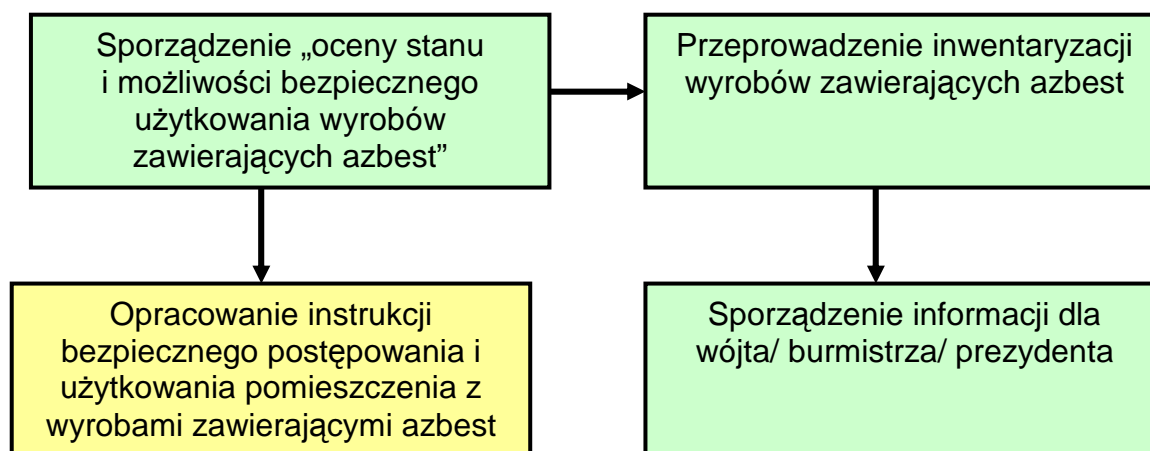 Sporządzenie „oceny stanu
i możliwości bezpiecznego
użytkowania wyrobów
zawierających azbest”
Przeprowadzenie inwentaryzacji
wyrobów zawierających azbest
Opracowanie instrukcji
bezpiecznego postępowania i
użytkowania pomieszczenia z
wyrobami zawierającymi azbest
Sporządzenie informacji dla
wójta/ burmistrza/ prezydenta